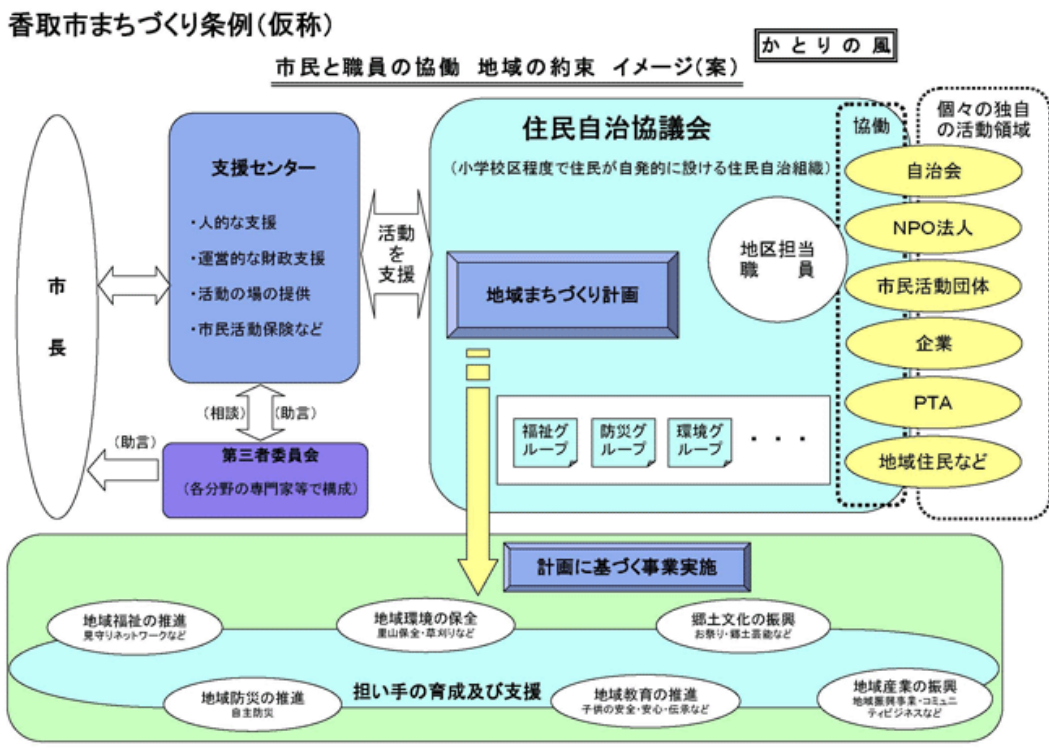 香取市まちづくり条例(仮称)
かとりの風
市民と職員の協働 地域の約束 イメージ(案)
市
長
支援センター
・人的な支援
・運営的な財政支援
・活動の場の提供
・市民活動保険など
活動
を
支援
(相談)
(助言)
(助言)
第三者委員会
(各分野の専門家等で構成)
住民自治協議会
(小学校区程度で住民が自発的に設ける住民自治組織)
地域まちづくり計画
地区担当
職 員
福祉グ
ループ
防災グ
ループ
環境グ
ループ
・・・
協働
個々の独自
の活動領域
自治会
NPO法人
市民活動団体
企業
PTA
地域住民など
計画に基づく事業実施
地域福祉の推進
見守りネットワークなど
地域環境の保全
里山保全・草刈りなど
郷土文化の振興
お祭り・郷土芸能など
地域防災の推進
自主防災
担い手の育成及び支援
地域教育の推進
子供の安全・安心・伝承など
地域産業の振興
地域振興事業・コミュニ
ティビジネスなど